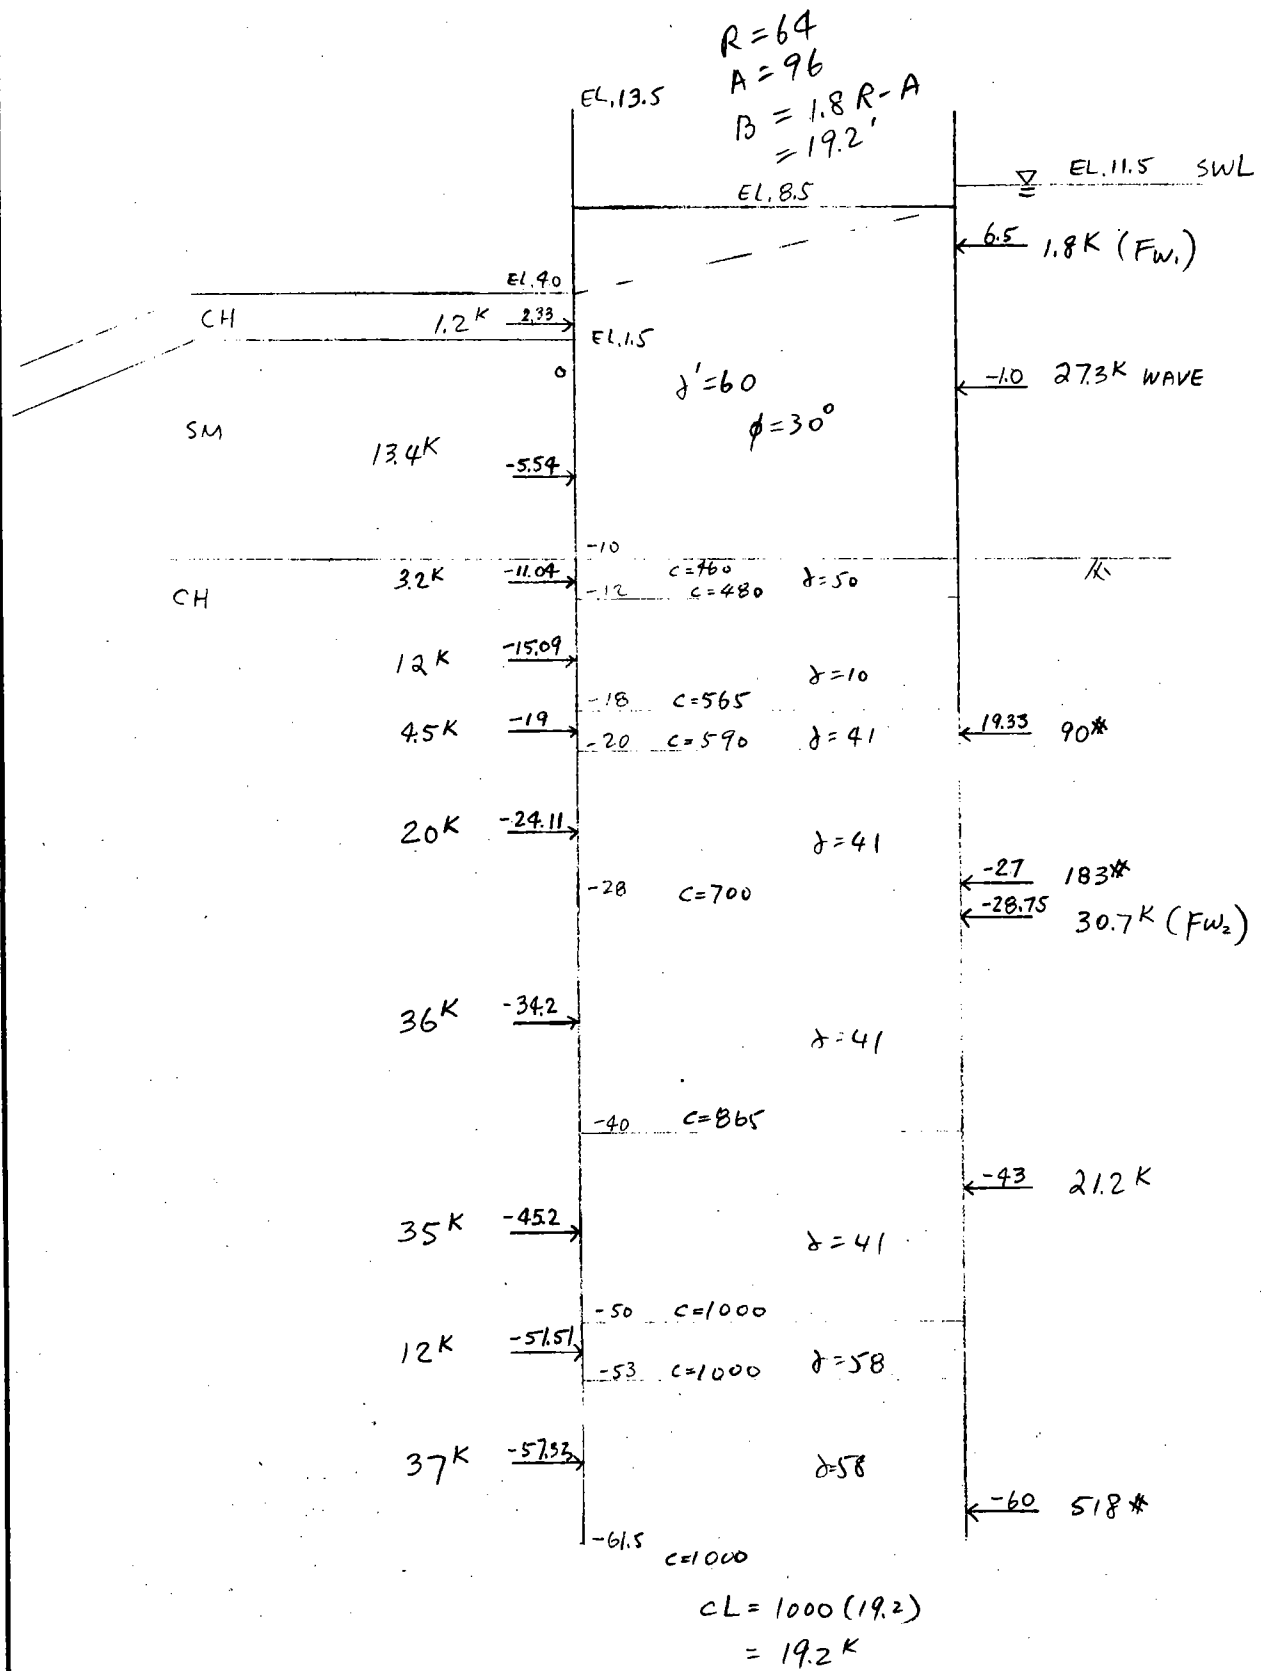 R = 64
A = 96
B = 1.8 R - A
= 19.2'
EL. 13.5
EL. 11.5 SWL
EL. 8.5
6.5 1.8K (Fw₁)
EL. 4.0
CH 1.2K 2.33
EL. 1.5
0
γ' = 60
-1.0 27.3K WAVE
φ = 30°
SM
13.4K -5.54
-10
3.2K -11.04 c=460 γ=50
CH -12 c=480
12K -15.09
γ=10
-18 c=565
4.5K -19 19.33 90#
-20 c=590 γ=41
20K -24.11 γ=41
-27 183#
-28 c=700
-28.75 30.7K (Fw₂)
36K -34.2 γ=41
-40 c=865
-43 21.2K
35K -45.2 γ=41
-50 c=1000
12K -51.51 γ=58
-53 c=1000
37K -57.33 γ=58
-60 518#
-61.5
c=1000
cL = 1000 (19.2)
= 19.2K